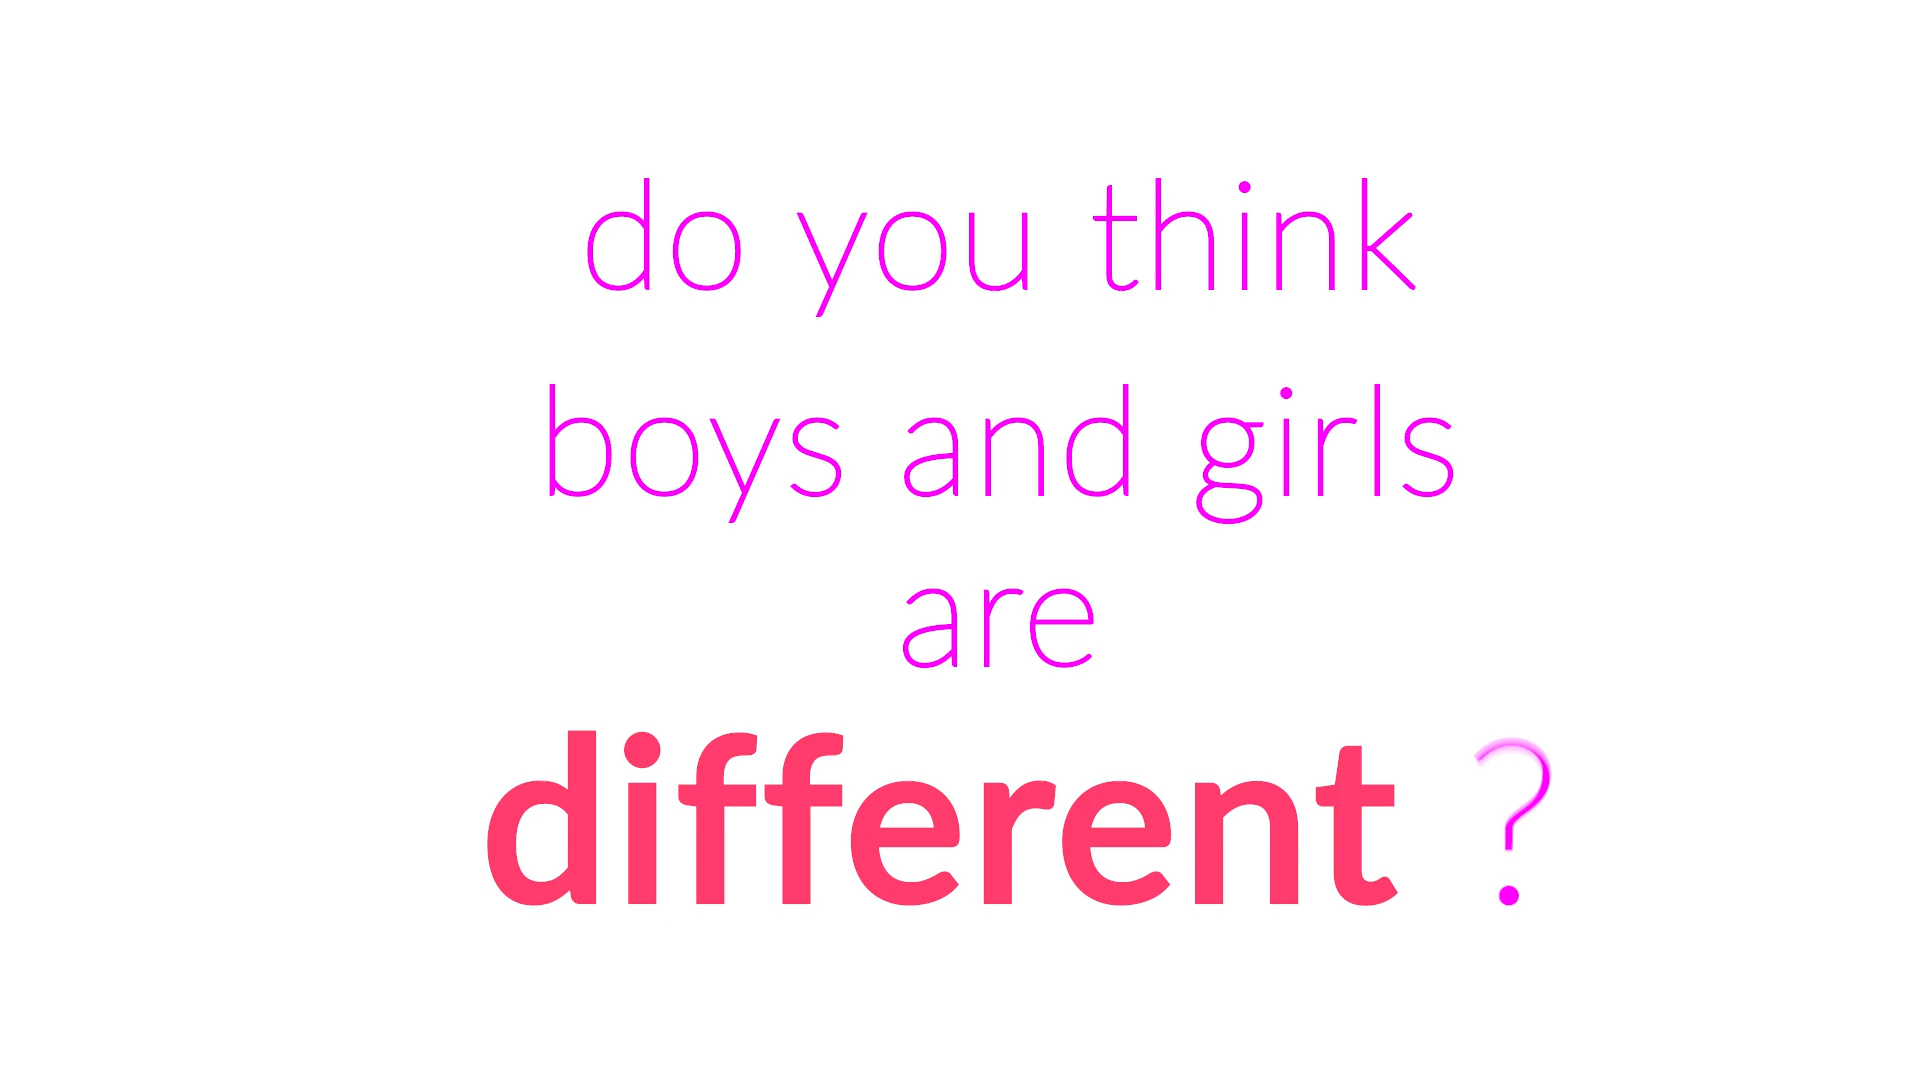 do you think
boys and girls
are
different ?